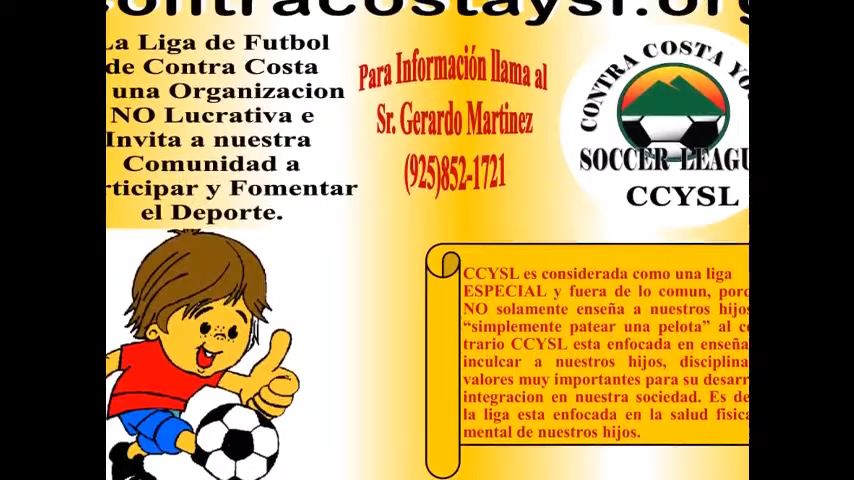 contracostaysl.org
La Liga de Futbol
de Contra Costa
una Organizacion
NO Lucrativa e
Invita a nuestra
Comunidad a
rticipar y Fomentar
el Deporte.
Para Información llama al
Sr. Gerardo Martinez
(925)852-1721
CONTRA COSTA YO
SOCCER LEAGU
CCYSL
CCYSL es considerada como una liga
ESPECIAL y fuera de lo comun, porq
NO solamente enseña a nuestros hijos
“simplemente patear una pelota” al co
trario CCYSL esta enfocada en enseña
inculcar a nuestros hijos, disciplina
valores muy importantes para su desarr
integracion en nuestra sociedad. Es de
la liga esta enfocada en la salud fisica
mental de nuestros hijos.